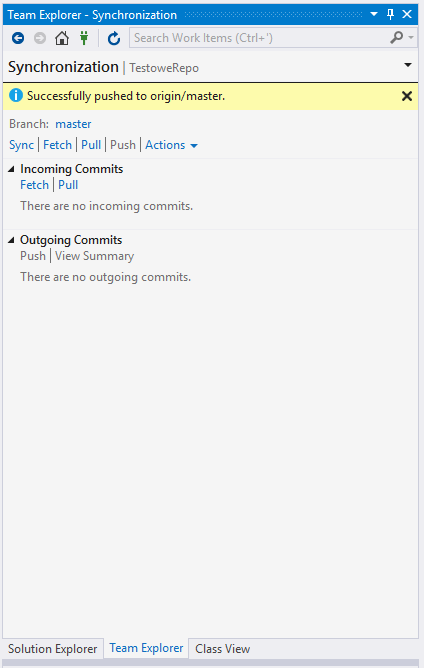 Team Explorer - Synchronization
Search Work Items (Ctrl+')
Synchronization | TestoweRepo
Successfully pushed to origin/master.
Branch: master
Sync | Fetch | Pull | Push | Actions
Incoming Commits
Fetch | Pull
There are no incoming commits.
Outgoing Commits
Push | View Summary
There are no outgoing commits.
Solution Explorer Team Explorer Class View